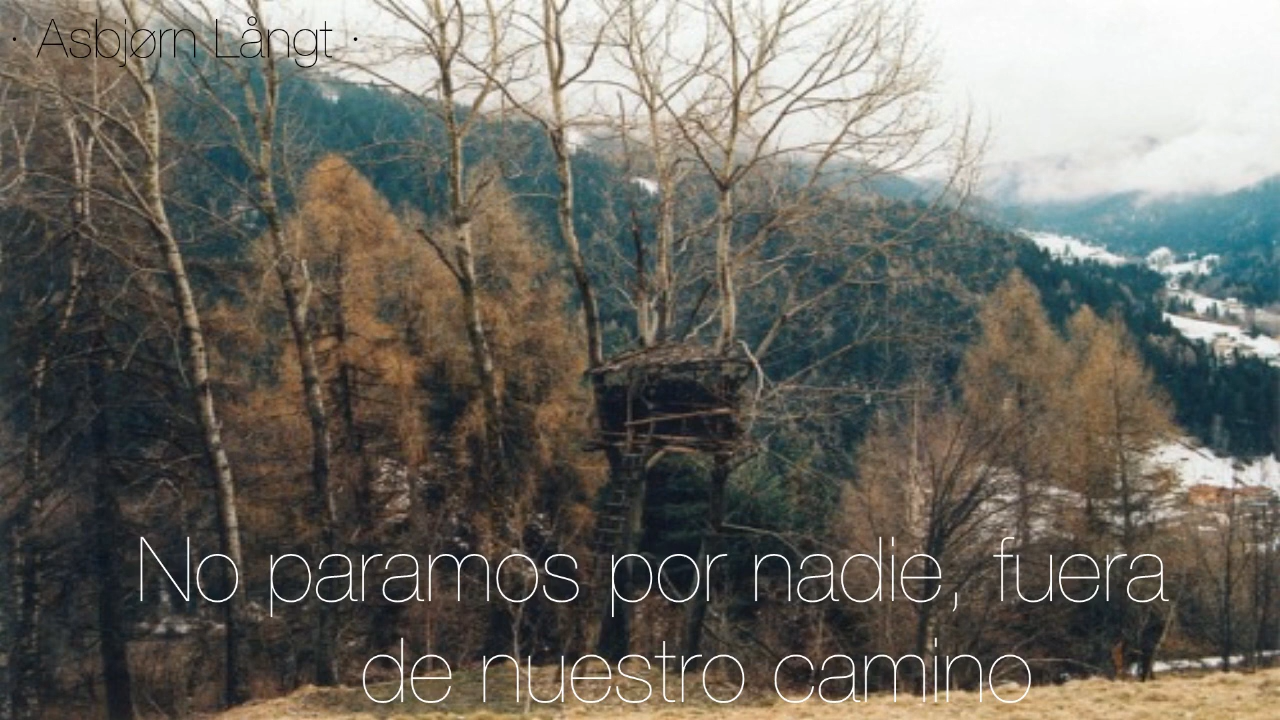 · Asbjørn Långt ·
No paramos por nadie, fuera
de nuestro camino